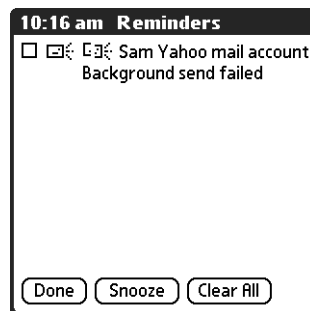 10:16 am Reminders
Sam Yahoo mail account
Background send failed
Done Snooze Clear All